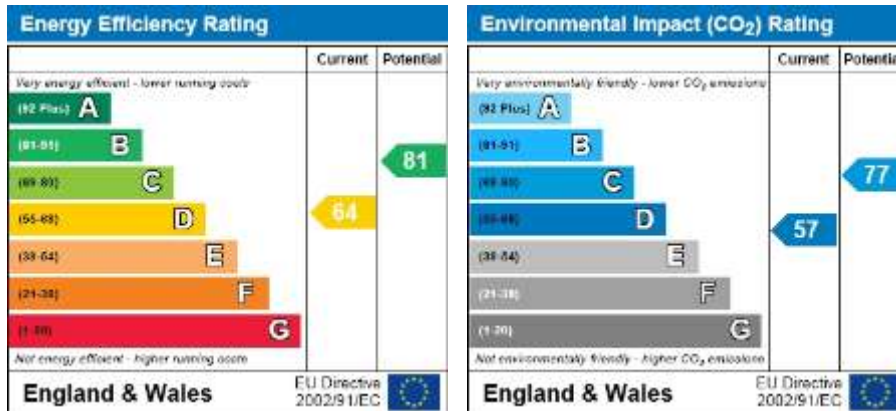 Energy Efficiency Rating
Current Potential
Very energy efficient - lower running costs
(92 Plus) A
(81-91) B
(69-80) C
(55-68) D
(39-54) E
(21-38) F
(1-20) G
81
64
Not energy efficient - higher running costs
England & Wales
EU Directive
2002/91/EC
Environmental Impact (CO₂) Rating
Current Potentia
Very environmentally friendly - lower CO₂ emissions
(92 Plus) A
(81-91) B
(69-80) C
(55-68) D
(39-54) E
(21-38) F
(1-20) G
77
57
Not environmentally friendly - higher CO₂ emissions
England & Wales
EU Directive
2002/91/EC